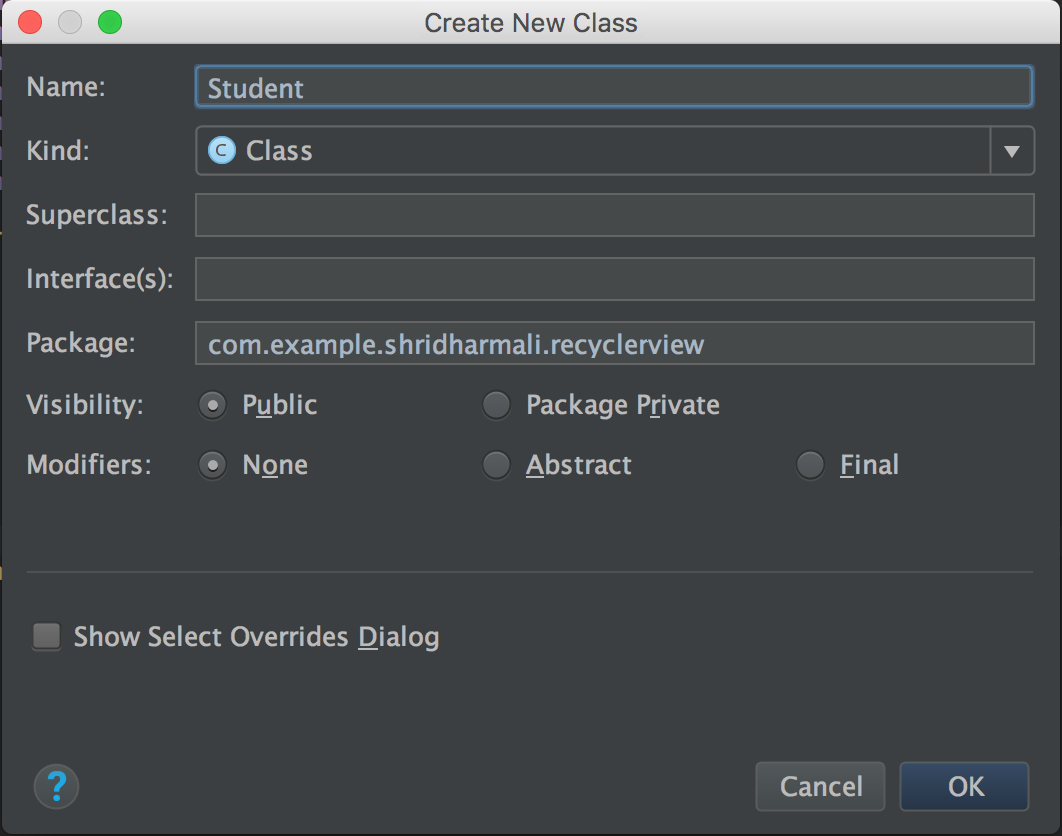 Create New Class
Name: Student
Kind: C Class
Superclass:
Interface(s):
Package: com.example.shridharmali.recyclerview
Visibility: Public Package Private
Modifiers: None Abstract Final
Show Select Overrides Dialog
? Cancel OK